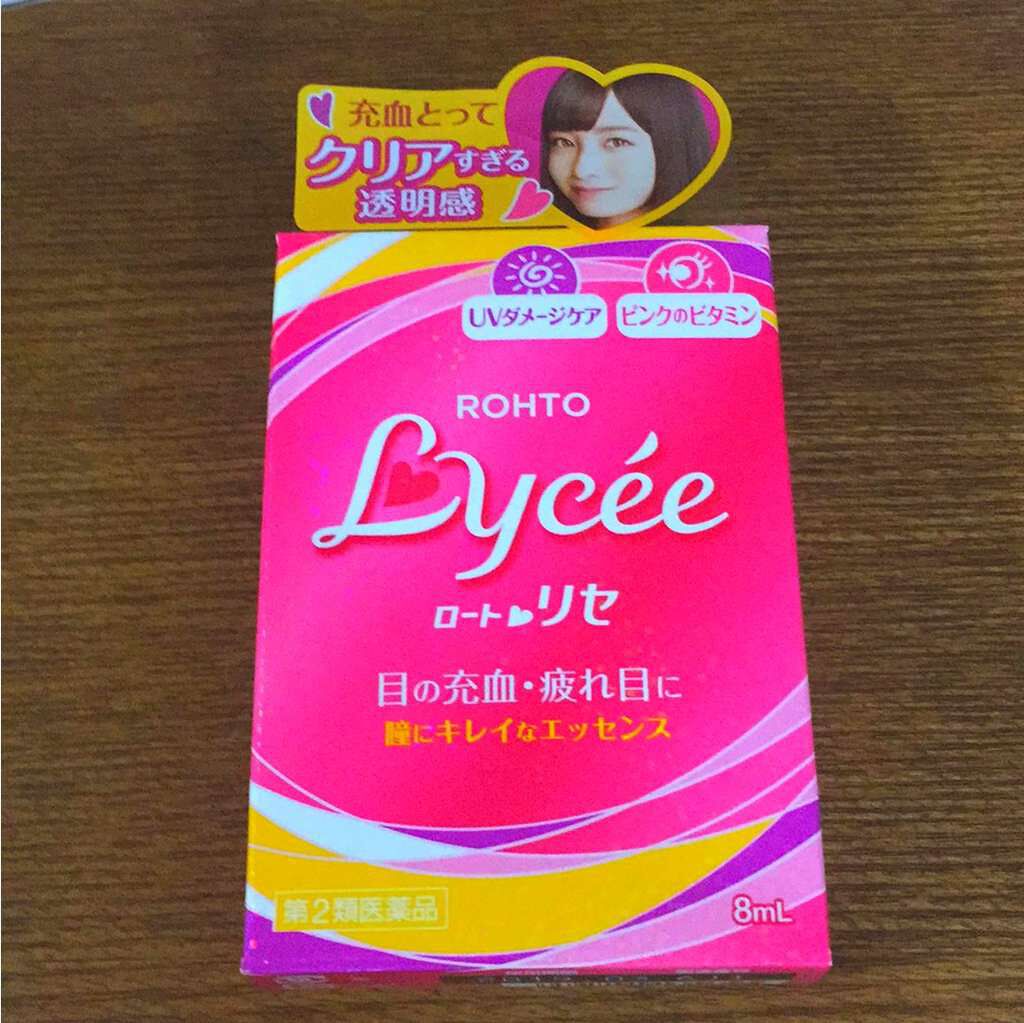 充血とって
クリアすぎる
透明感
UVダメージケア
ピンクのビタミン
ROHTO
Lycée
ロートリセ
目の充血・疲れ目に
瞳にキレイなエッセンス
第2類医薬品
8mL